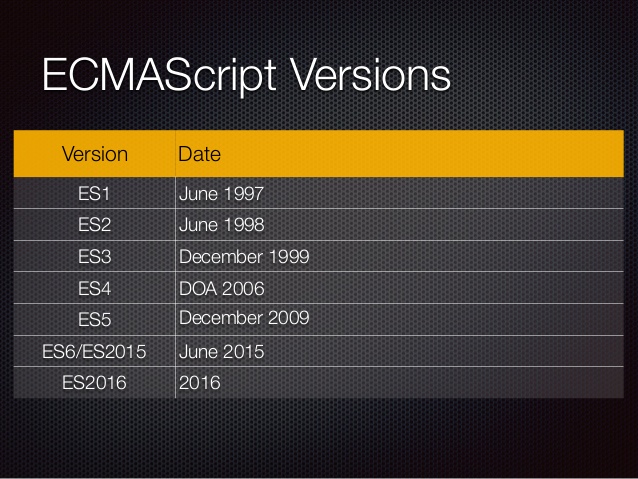 ECMAScript Versions
Version Date
ES1 June 1997
ES2 June 1998
ES3 December 1999
ES4 DOA 2006
ES5 December 2009
ES6/ES2015 June 2015
ES2016 2016